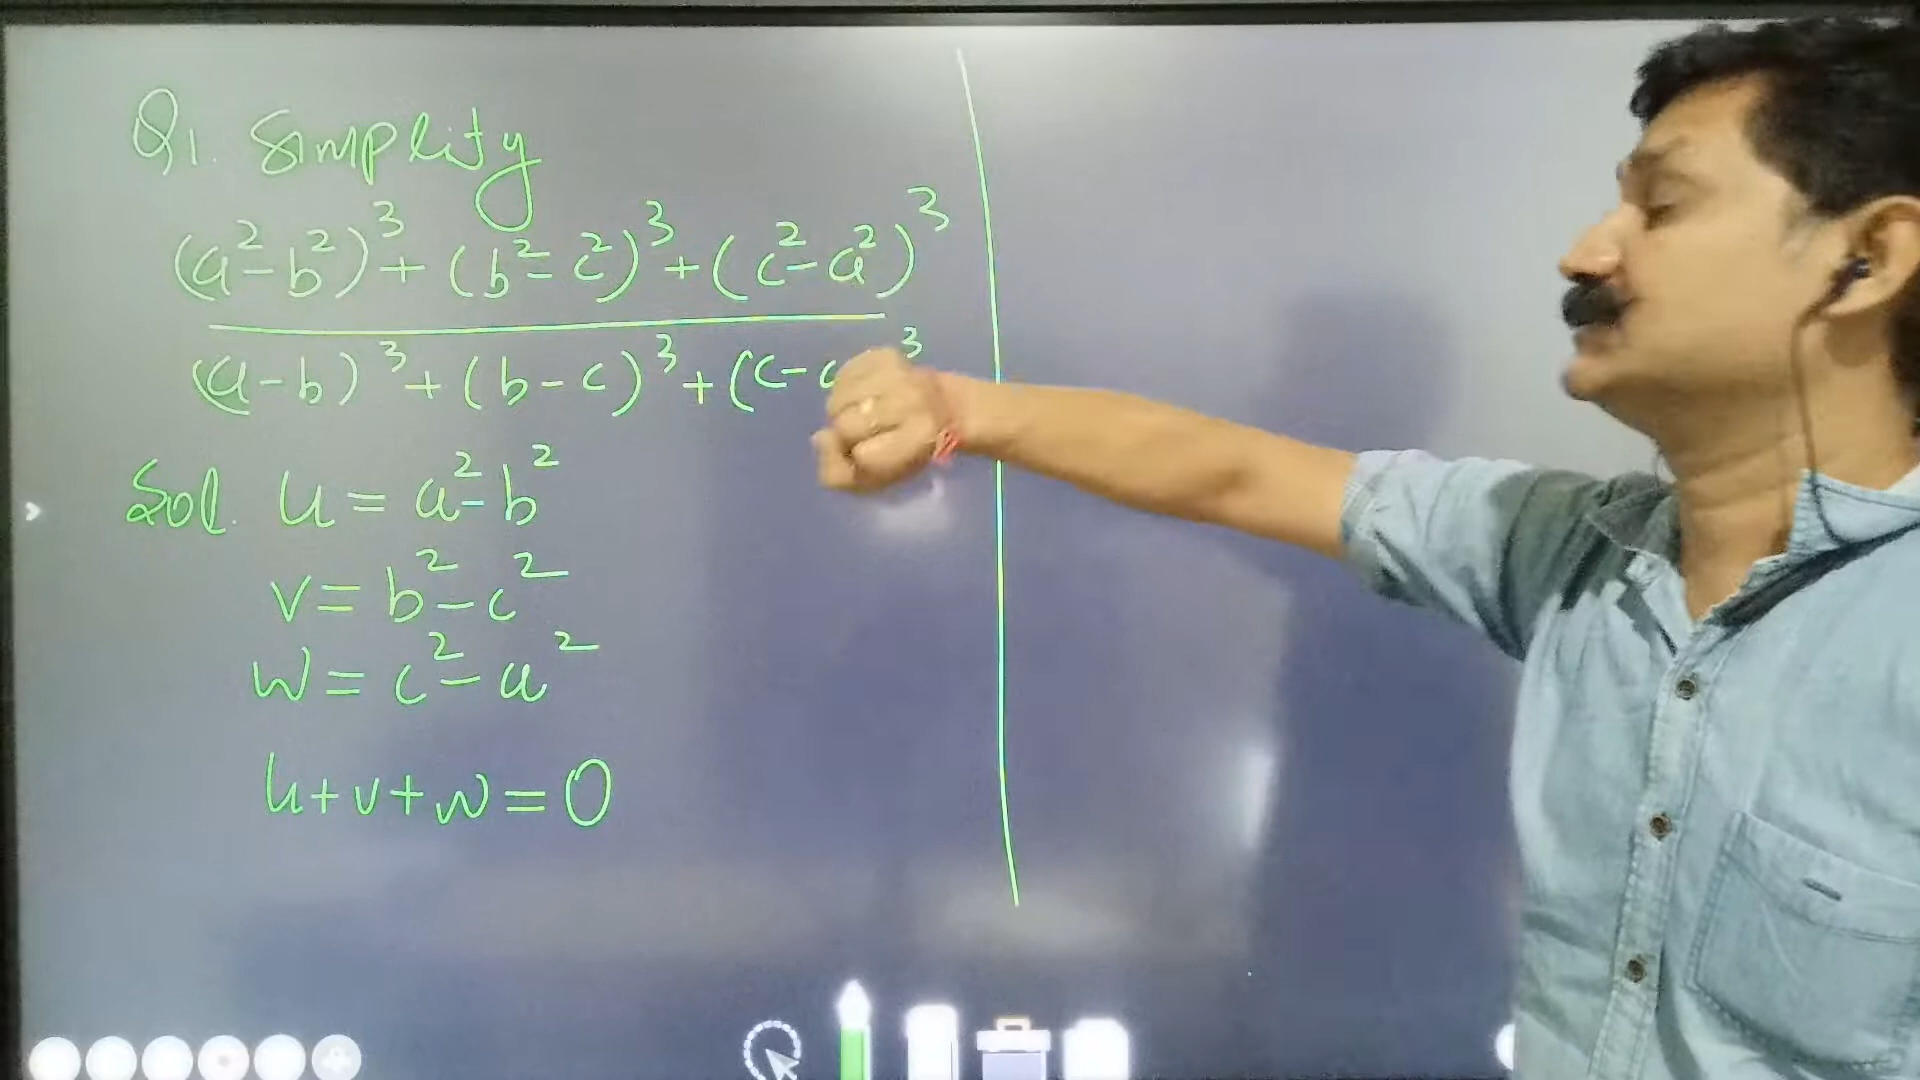 Q1. Simplify
(a²-b²)³+(b²-c²)³+(c²-a²)³
(a-b)³+(b-c)³+(c-  ³
Sol. u = a²-b²
v = b²-c²
w = c²-a²
u+v+w=0